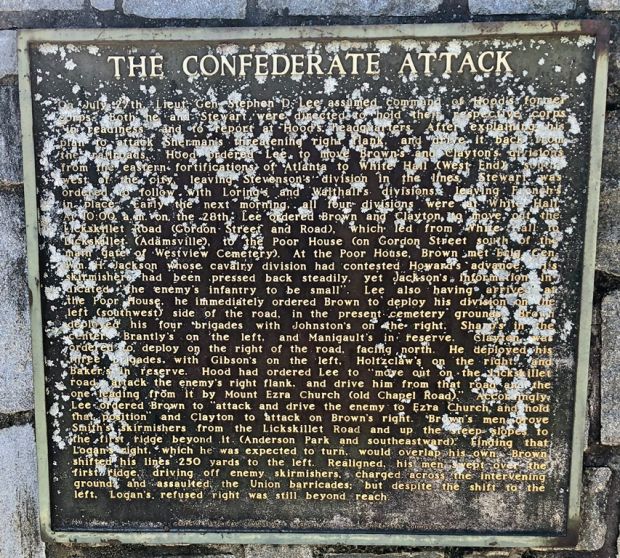 THE CONFEDERATE ATTACK
On July 27th, Lieut. Gen. Stephen D. Lee assumed command of Hood's former
corps. Both he and Stewart were directed to hold their respective corps
in readiness and to report at Hood's headquarters. After explaining his
plan to attack Sherman's threatening right flank, and drive it back from
the railroads, Hood ordered Lee to move Brown's and Clayton's divisions
from the eastern fortifications of Atlanta to White Hall (West End),
of the city, leaving Stevenson's division in the lines. Stewart was
ordered to follow with Loring's and Walthall's divisions, leaving French's
in place. Early the next morning, all four divisions were at White Hall.
At 10:00 a.m. on the 28th, Lee ordered Brown and Clayton to move out the
Lickskillet Road (Gordon Street and Road), which led from White Hall to
Lickskillet (Adamsville), to the Poor House (on Gordon Street south of the
main gate of Westview Cemetery). At the Poor House, Brown met Brig. Gen.
Wm. H. Jackson whose cavalry division had contested Howard's advance. His
skirmishers had been pressed back steadily, yet Jackson's information in-
dicated "the enemy's infantry to be small". Lee also having arrived at
the Poor House, he immediately ordered Brown to deploy his division on the
left (southwest) side of the road, in the present cemetery grounds. Brown
deployed his four brigades with Johnston's on the right, Sharp's in the
center, Brantly's on the left, and Manigault's in reserve. Clayton was
ordered to deploy on the right of the road, facing north. He deployed his
three brigades, with Gibson's on the left, Holtzclaw's on the right, and
Baker's in reserve. Hood had ordered Lee to "move out on the Lickskillet
road, attack the enemy's right flank, and drive him from that road and the
one leading from it by Mount Ezra Church (old Chapel Road)." Accordingly,
Lee ordered Brown to "attack and drive the enemy to Ezra Church and hold
that position" and Clayton to attack on Brown's right. Brown's men drove
Smith's skirmishers from the Lickskillet Road and up the steep slopes to
the first ridge beyond it (Anderson Park and southeastward). Finding that
Logan's right, which he was expected to turn, would overlap his own, Brown
shifted his lines 250 yards to the left. Realigned, his men swept over the
first ridge, driving off enemy skirmishers, charged across the intervening
ground, and assaulted the Union barricades; but despite the shift to the
left, Logan's refused right was still beyond reach.